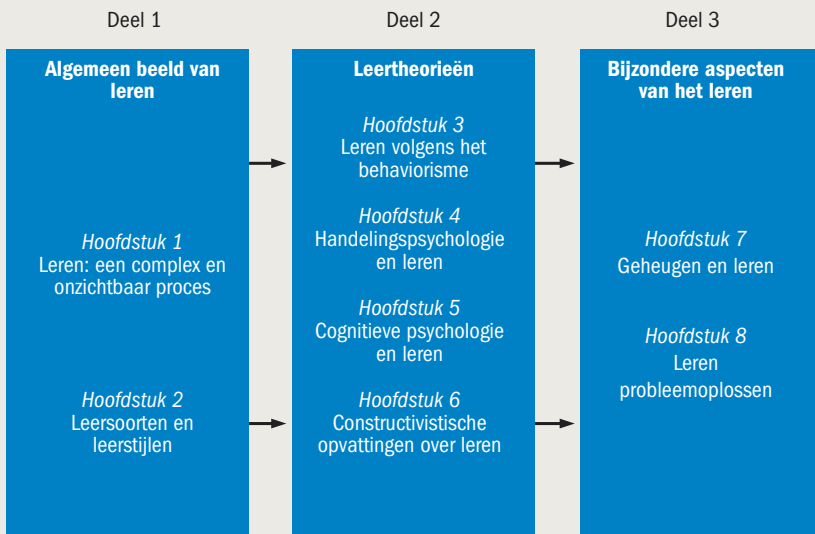 Deel 1
Algemeen beeld van
leren
Hoofdstuk 1
Leren: een complex en
onzichtbaar proces
Hoofdstuk 2
Leersoorten en
leerstijlen
Deel 2
Leertheorieën
Hoofdstuk 3
Leren volgens het
behaviorisme
Hoofdstuk 4
Handelingspsychologie
en leren
Hoofdstuk 5
Cognitieve psychologie
en leren
Hoofdstuk 6
Constructivistische
opvattingen over leren
Deel 3
Bijzondere aspecten
van het leren
Hoofdstuk 7
Geheugen en leren
Hoofdstuk 8
Leren
probleemoplossen